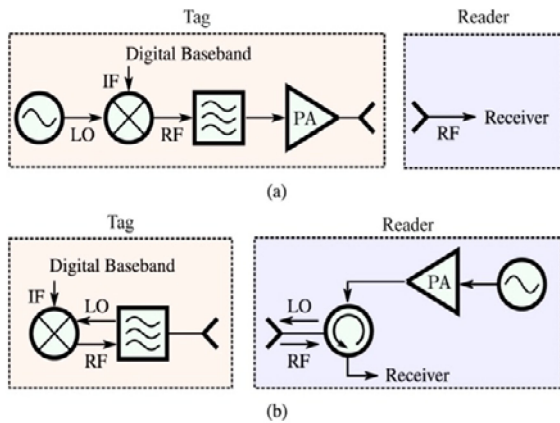 Tag
Reader
Digital Baseband
IF
LO
RF
PA
RF
Receiver
(a)
Tag
Reader
Digital Baseband
IF
LO
RF
LO
RF
PA
Receiver
(b)